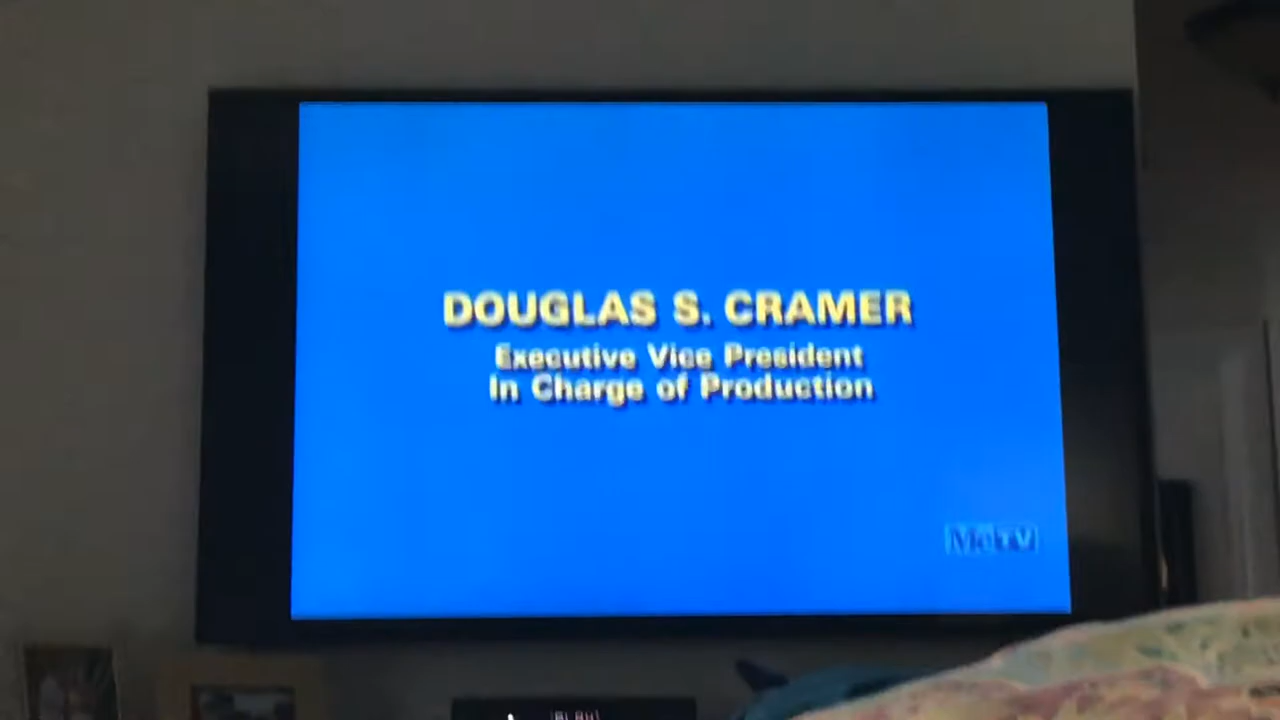 DOUGLAS S. CRAMER
Executive Vice President
In Charge of Production
MeTV